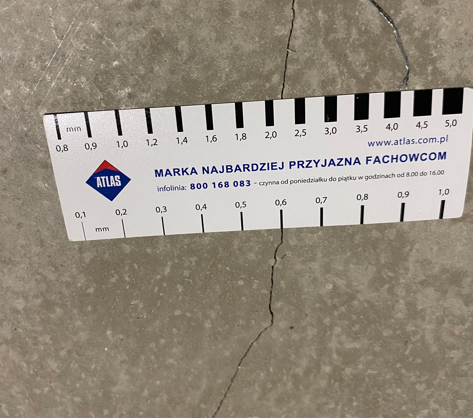 mm
0,8 0,9 1,0 1,2 1,4 1,6 1,8 2,0 2,5 3,0 3,5 4,0 4,5 5,0
www.atlas.com.pl
ATLAS
MARKA NAJBARDZIEJ PRZYJAZNA FACHOWCOM
infolinia: 800 168 083 - czynna od poniedziałku do piątku w godzinach od 8.00 do 16.00
0,1 0,2 0,3 0,4 0,5 0,6 0,7 0,8 0,9 1,0
mm